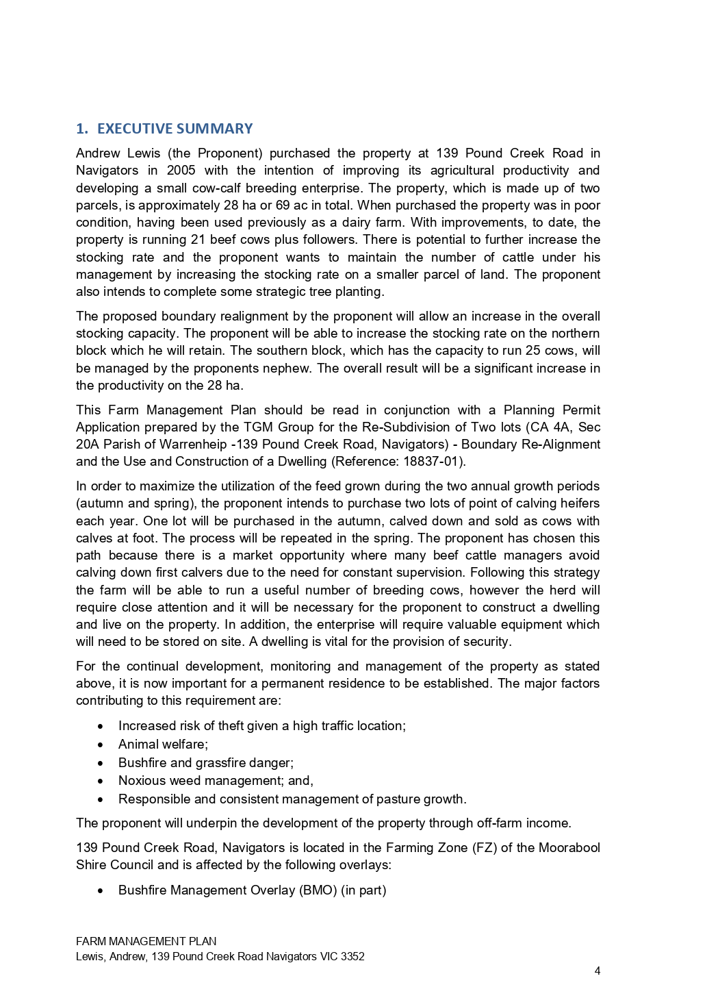 1. EXECUTIVE SUMMARY
Andrew Lewis (the Proponent) purchased the property at 139 Pound Creek Road in
Navigators in 2005 with the intention of improving its agricultural productivity and
developing a small cow-calf breeding enterprise. The property, which is made up of two
parcels, is approximately 28 ha or 69 ac in total. When purchased the property was in poor
condition, having been used previously as a dairy farm. With improvements, to date, the
property is running 21 beef cows plus followers. There is potential to further increase the
stocking rate and the proponent wants to maintain the number of cattle under his
management by increasing the stocking rate on a smaller parcel of land. The proponent
also intends to complete some strategic tree planting.
The proposed boundary realignment by the proponent will allow an increase in the overall
stocking capacity. The proponent will be able to increase the stocking rate on the northern
block which he will retain. The southern block, which has the capacity to run 25 cows, will
be managed by the proponents nephew. The overall result will be a significant increase in
the productivity on the 28 ha.
This Farm Management Plan should be read in conjunction with a Planning Permit
Application prepared by the TGM Group for the Re-Subdivision of Two lots (CA 4A, Sec
20A Parish of Warrenheip -139 Pound Creek Road, Navigators) - Boundary Re-Alignment
and the Use and Construction of a Dwelling (Reference: 18837-01).
In order to maximize the utilization of the feed grown during the two annual growth periods
(autumn and spring), the proponent intends to purchase two lots of point of calving heifers
each year. One lot will be purchased in the autumn, calved down and sold as cows with
calves at foot. The process will be repeated in the spring. The proponent has chosen this
path because there is a market opportunity where many beef cattle managers avoid
calving down first calvers due to the need for constant supervision. Following this strategy
the farm will be able to run a useful number of breeding cows, however the herd will
require close attention and it will be necessary for the proponent to construct a dwelling
and live on the property. In addition, the enterprise will require valuable equipment which
will need to be stored on site. A dwelling is vital for the provision of security.
For the continual development, monitoring and management of the property as stated
above, it is now important for a permanent residence to be established. The major factors
contributing to this requirement are:
• Increased risk of theft given a high traffic location;
• Animal welfare;
• Bushfire and grassfire danger;
• Noxious weed management; and,
• Responsible and consistent management of pasture growth.
The proponent will underpin the development of the property through off-farm income.
139 Pound Creek Road, Navigators is located in the Farming Zone (FZ) of the Moorabool
Shire Council and is affected by the following overlays:
• Bushfire Management Overlay (BMO) (in part)
FARM MANAGEMENT PLAN
Lewis, Andrew, 139 Pound Creek Road Navigators VIC 3352
4